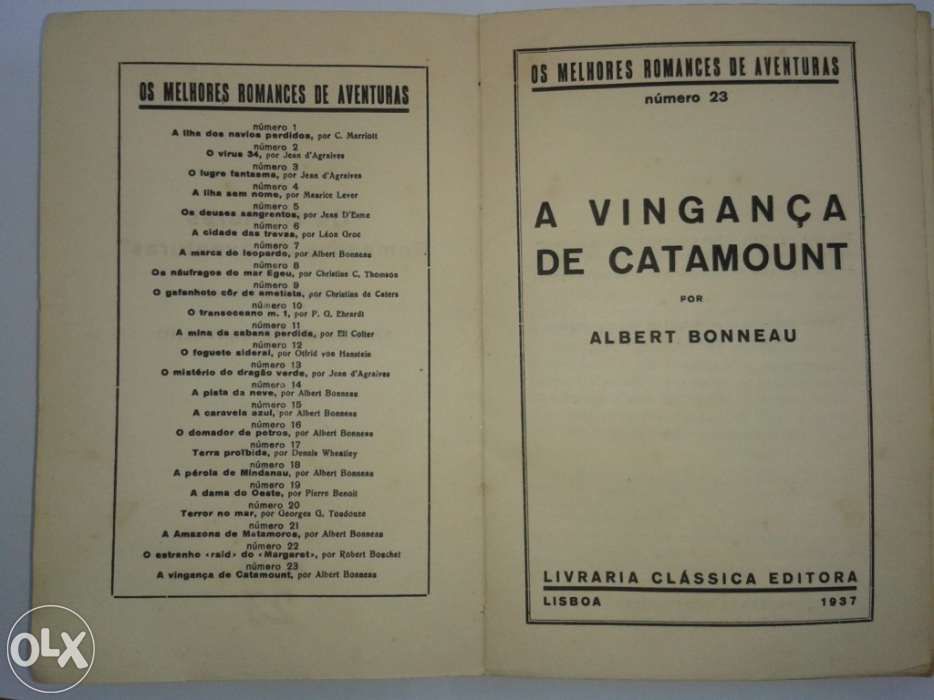 OS MELHORES ROMANCES DE AVENTURAS
número 1
A ilha dos navios perdidos, por C. Marriott
número 2
O vírus 34, por Jean d'Agraives
número 3
O lugre fantasma, por Jean d'Agraives
número 4
A ilha sem nome, por Maurice Lever
número 5
Os deuses sangrentos, por Jean D'Esme
número 6
A cidade das trevas, por Léon Groc
número 7
A marca do leopardo, por Albert Bonneau
número 8
Os náufragos do mar Egeu, por Christian C. Thomson
número 9
O gafanhoto côr de ametista, por Christian de Caters
número 10
O transoceano m. 1, por P. G. Ehrardt
número 11
A mina da cabana perdida, por Eli Colter
número 12
O foguete sideral, por Otfrid von Hanstein
número 13
O mistério do dragão verde, por Jean d'Agraives
número 14
A pista da neve, por Albert Bonneau
número 15
A caravela azul, por Albert Bonneau
número 16
O domador de potros, por Albert Bonneau
número 17
Terra proïbida, por Dennis Wheatley
número 18
A pérola de Mindanau, por Albert Bonneau
número 19
A dama do Oeste, por Pierre Benoit
número 20
Terror no mar, por Georges G. Toudouze
número 21
A Amazona de Matamoros, por Albert Bonneau
número 22
O estranho «raid» do «Margaret», por Robert Boschet
número 23
A vingança de Catamount, por Albert Bonneau
OS MELHORES ROMANCES DE AVENTURAS
número 23
A VINGANÇA
DE CATAMOUNT
POR
ALBERT BONNEAU
LIVRARIA CLÁSSICA EDITORA
LISBOA 1937
OLX